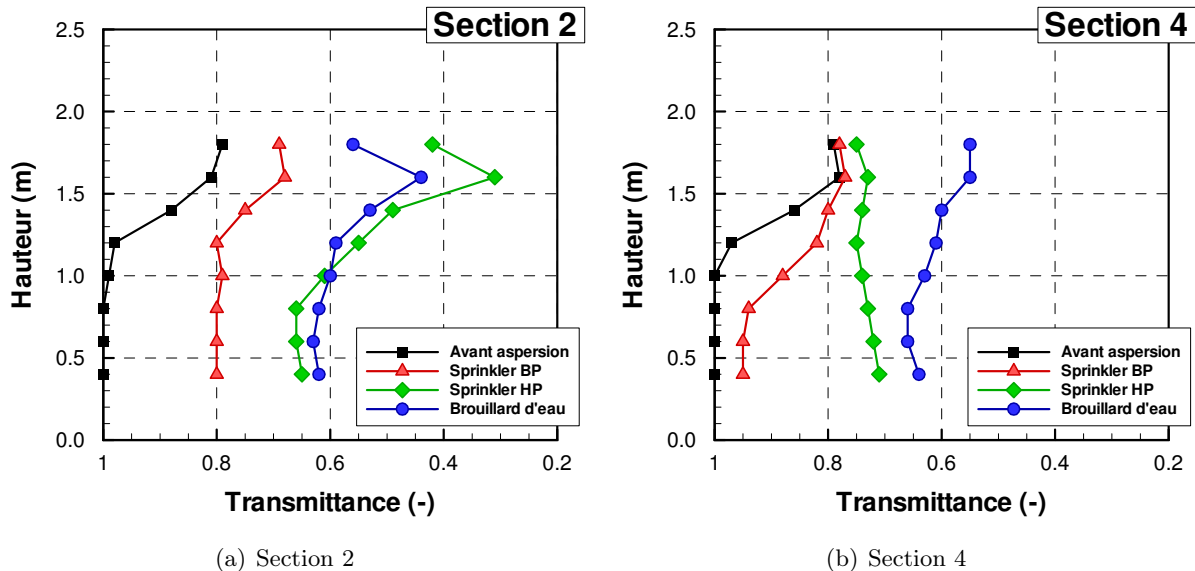 Section 2
2.5
2.0
1.5
1.0
0.5
0.0
Hauteur (m)
1 0.8 0.6 0.4 0.2
Transmittance (-)
Avant aspersion
Sprinkler BP
Sprinkler HP
Brouillard d'eau
(a) Section 2
Section 4
2.5
2.0
1.5
1.0
0.5
0.0
Hauteur (m)
1 0.8 0.6 0.4 0.2
Transmittance (-)
Avant aspersion
Sprinkler BP
Sprinkler HP
Brouillard d'eau
(b) Section 4